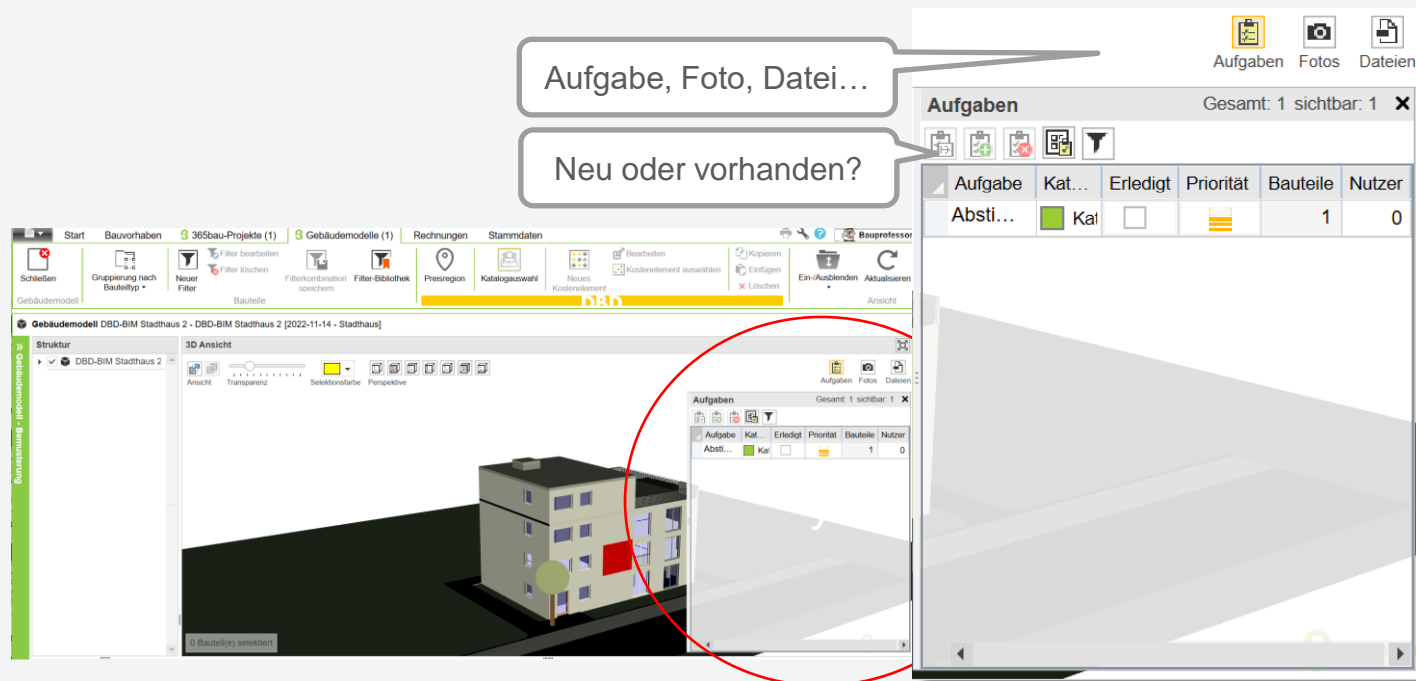 Aufgabe, Foto, Datei…
Neu oder vorhanden?
Aufgaben Fotos Dateien
Aufgaben Gesamt: 1 sichtbar: 1
Aufgabe Kat... Erledigt Priorität Bauteile Nutzer
Absti... Kat 1 0
Start Bauvorhaben 365bau-Projekte (1) Gebäudemodelle (1) Rechnungen Stammdaten Bauprofessor
Schließen
Gruppierung nach Bauteiltyp
Neuer Filter
Filter bearbeiten
Filter löschen
Filterkombination speichern
Filter-Bibliothek
Preisregion
Katalogauswahl
Neues Kostenelement
Bearbeiten
Kostenelement auswählen
Kopieren
Einfügen
Löschen
Ein-/Ausblenden
Aktualisieren
Gebäudemodell Bauteile DBD Ansicht
Gebäudemodell DBD-BIM Stadthaus 2 - DBD-BIM Stadthaus 2 [2022-11-14 - Stadthaus]
Gebäudemodell - Bemusterung
Struktur
DBD-BIM Stadthaus 2
3D Ansicht
Ansicht Transparenz Selektionsfarbe Perspektive
Aufgaben Fotos Dateien
Aufgaben Gesamt: 1 sichtbar: 1
Aufgabe Kat... Erledigt Priorität Bauteile Nutzer
Absti... Kat 1 0
0 Bauteil(e) selektiert